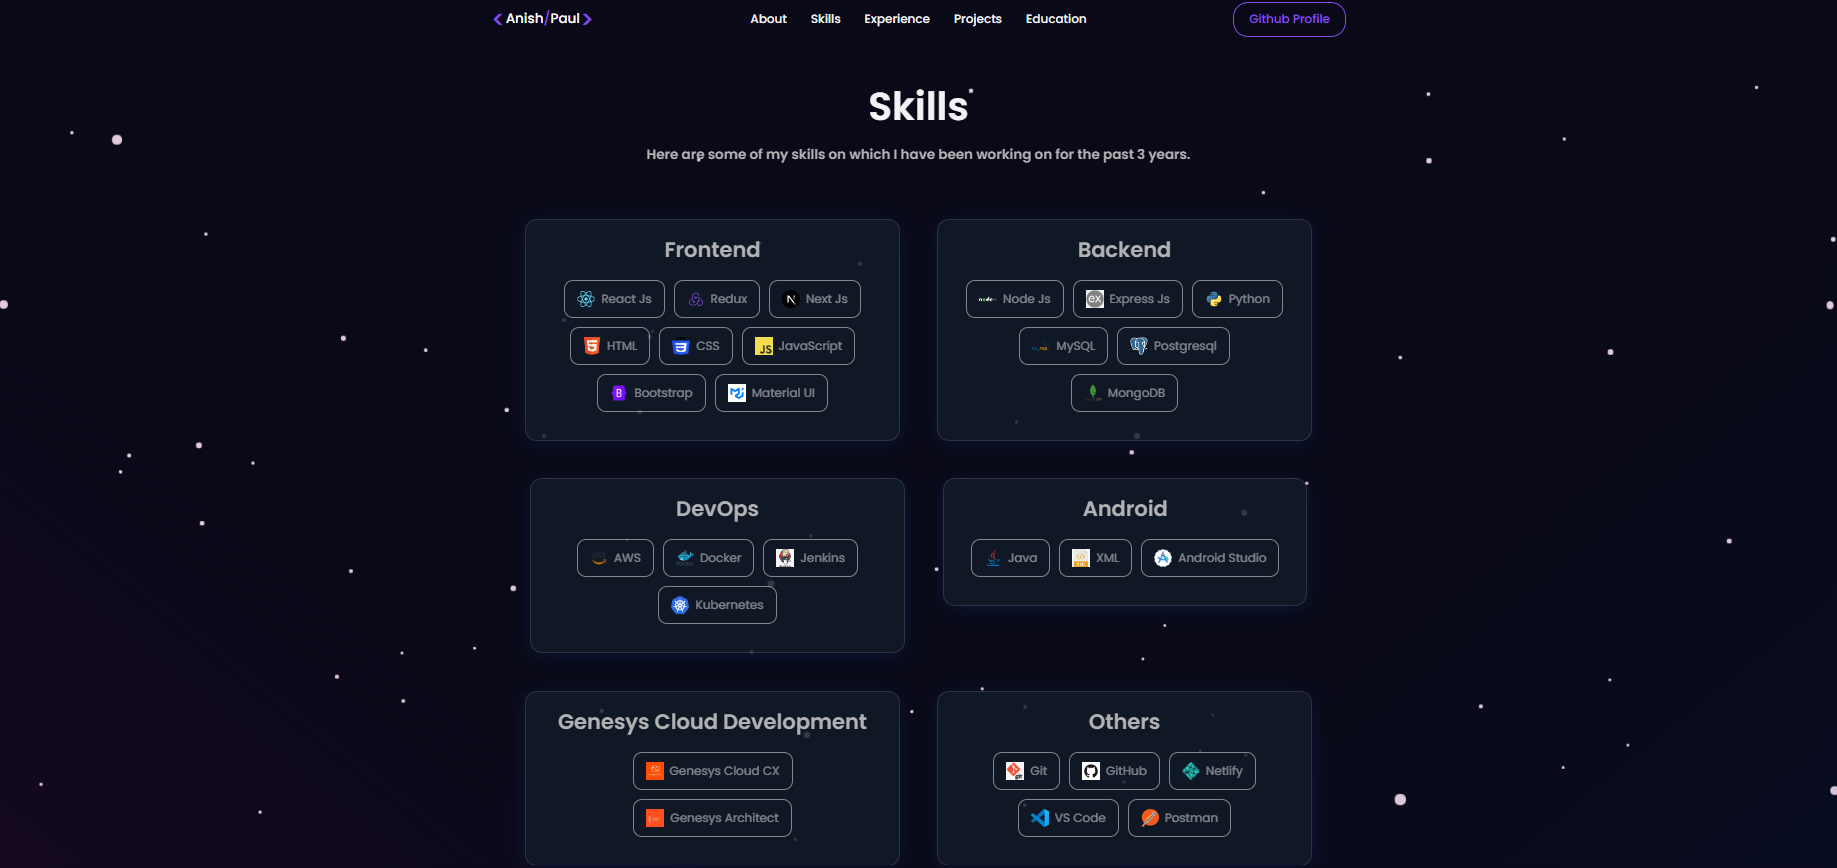 < Anish/Paul >
About Skills Experience Projects Education
Github Profile
Skills
Here are some of my skills on which I have been working on for the past 3 years.
Frontend
React Js Redux Next Js
HTML CSS JavaScript
Bootstrap Material UI
Backend
Node Js Express Js Python
MySQL Postgresql
MongoDB
DevOps
AWS Docker Jenkins
Kubernetes
Android
Java XML Android Studio
Genesys Cloud Development
Genesys Cloud CX
Genesys Architect
Others
Git GitHub Netlify
VS Code Postman